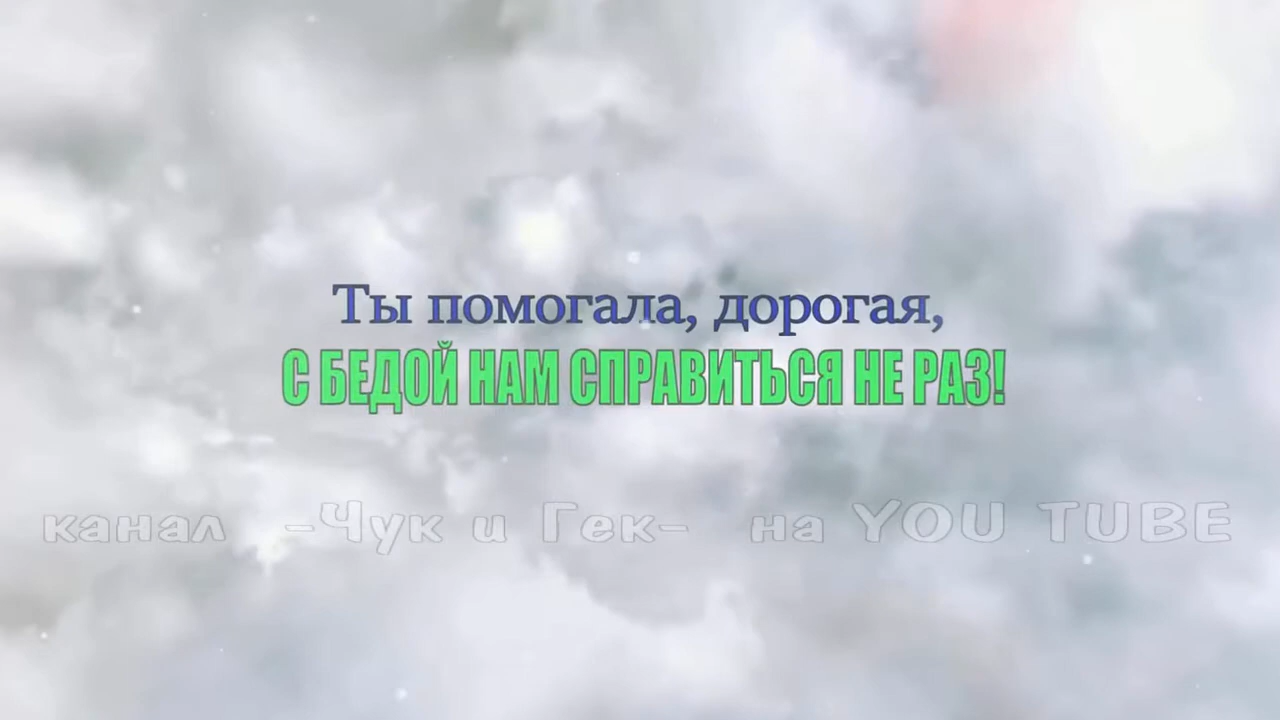 Ты помогала, дорогая,
С БЕДОЙ НАМ СПРАВИТЬСЯ НЕ РАЗ!
канал -Чук и Гек- на YOU TUBE